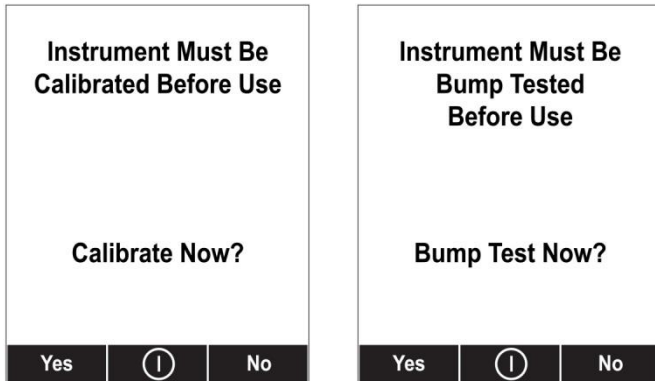 Instrument Must Be
Calibrated Before Use
Calibrate Now?
Yes No
Instrument Must Be
Bump Tested
Before Use
Bump Test Now?
Yes No